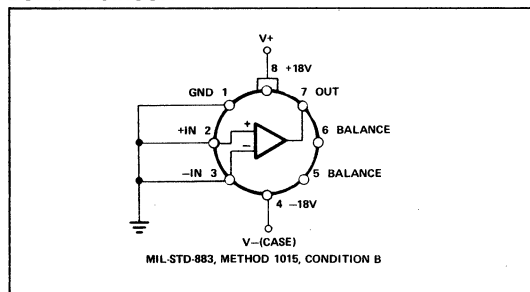 V+
8 +18V
GND 1
7 OUT
+IN 2
+
6 BALANCE
−
−IN 3
5 BALANCE
4 −18V
V−(CASE)
MIL-STD-883, METHOD 1015, CONDITION B